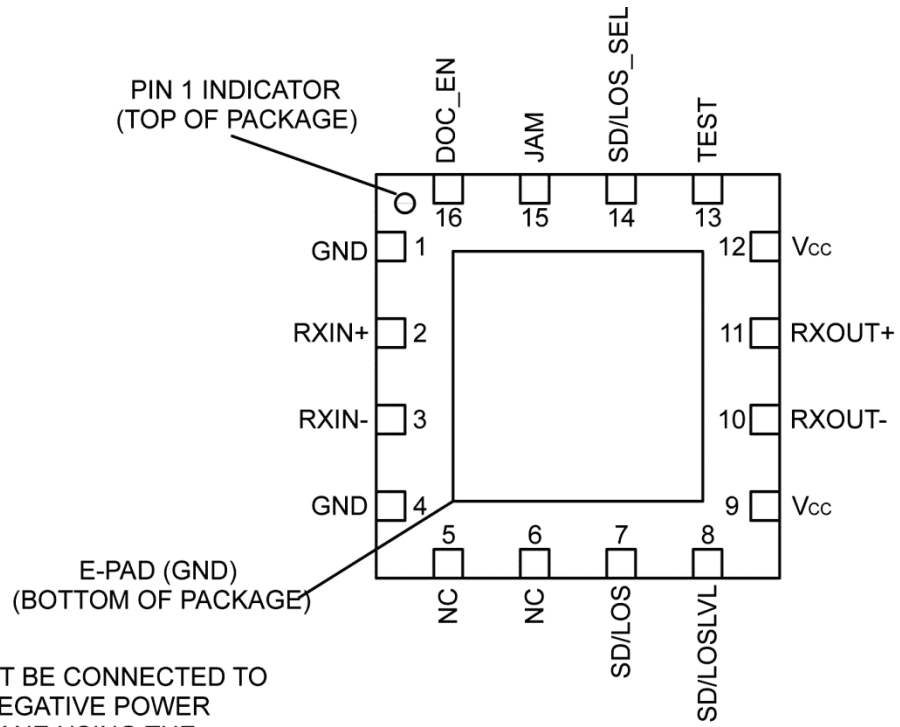 PIN 1 INDICATOR
(TOP OF PACKAGE)
DOC_EN
JAM
SD/LOS_SEL
TEST
16
15
14
13
GND
1
12
Vcc
RXIN+
2
11
RXOUT+
RXIN-
3
10
RXOUT-
GND
4
9
Vcc
5
6
7
8
NC
NC
SD/LOS
SD/LOSLVL
E-PAD (GND)
(BOTTOM OF PACKAGE)
T BE CONNECTED TO
EGATIVE POWER